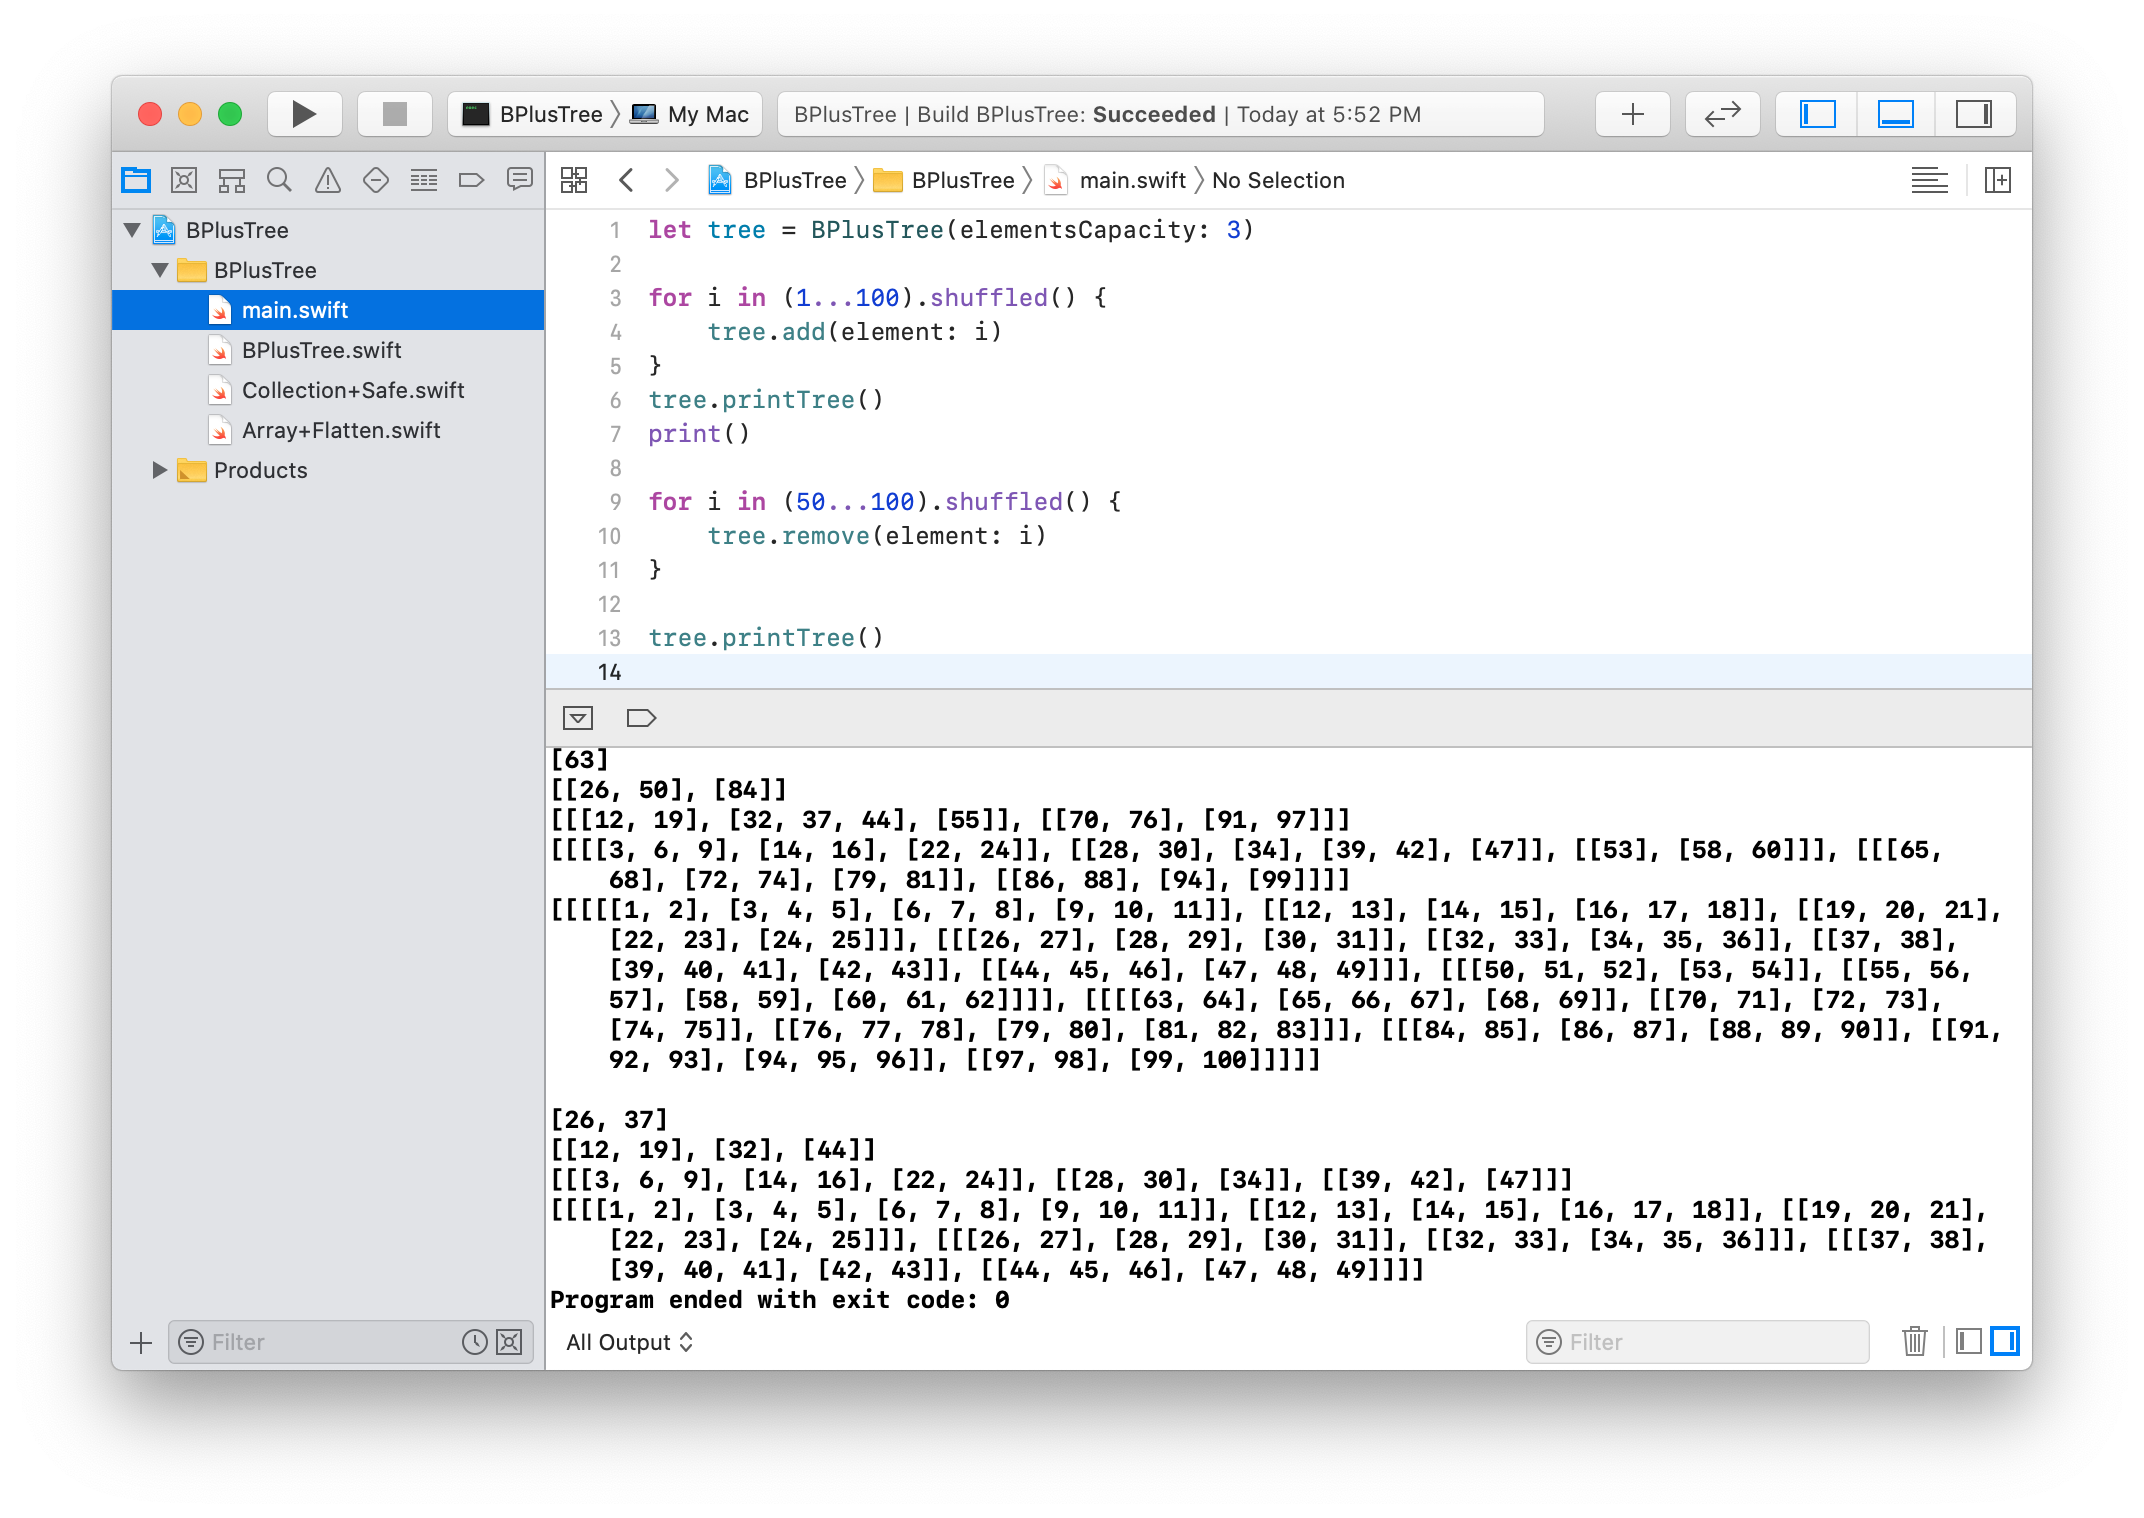 BPlusTree My Mac BPlusTree | Build BPlusTree: Succeeded | Today at 5:52 PM
BPlusTree BPlusTree main.swift No Selection
BPlusTree
BPlusTree
main.swift
BPlusTree.swift
Collection+Safe.swift
Array+Flatten.swift
Products
1 let tree = BPlusTree(elementsCapacity: 3)
2
3 for i in (1...100).shuffled() {
4     tree.add(element: i)
5 }
6 tree.printTree()
7 print()
8
9 for i in (50...100).shuffled() {
10     tree.remove(element: i)
11 }
12
13 tree.printTree()
14
[63]
[[26, 50], [84]]
[[[12, 19], [32, 37, 44], [55]], [[70, 76], [91, 97]]]
[[[[3, 6, 9], [14, 16], [22, 24]], [[28, 30], [34], [39, 42], [47]], [[53], [58, 60]]], [[[65,
68], [72, 74], [79, 81]], [[86, 88], [94], [99]]]]
[[[[[1, 2], [3, 4, 5], [6, 7, 8], [9, 10, 11]], [[12, 13], [14, 15], [16, 17, 18]], [[19, 20, 21],
[22, 23], [24, 25]]], [[[26, 27], [28, 29], [30, 31]], [[32, 33], [34, 35, 36]], [[37, 38],
[39, 40, 41], [42, 43]], [[44, 45, 46], [47, 48, 49]]], [[[50, 51, 52], [53, 54]], [[55, 56,
57], [58, 59], [60, 61, 62]]]], [[[[63, 64], [65, 66, 67], [68, 69]], [[70, 71], [72, 73],
[74, 75]], [[76, 77, 78], [79, 80], [81, 82, 83]]], [[[84, 85], [86, 87], [88, 89, 90]], [[91,
92, 93], [94, 95, 96]], [[97, 98], [99, 100]]]]]
[26, 37]
[[12, 19], [32], [44]]
[[[3, 6, 9], [14, 16], [22, 24]], [[28, 30], [34]], [[39, 42], [47]]]
[[[[1, 2], [3, 4, 5], [6, 7, 8], [9, 10, 11]], [[12, 13], [14, 15], [16, 17, 18]], [[19, 20, 21],
[22, 23], [24, 25]]], [[[26, 27], [28, 29], [30, 31]], [[32, 33], [34, 35, 36]]], [[[37, 38],
[39, 40, 41], [42, 43]], [[44, 45, 46], [47, 48, 49]]]]
Program ended with exit code: 0
Filter
All Output
Filter